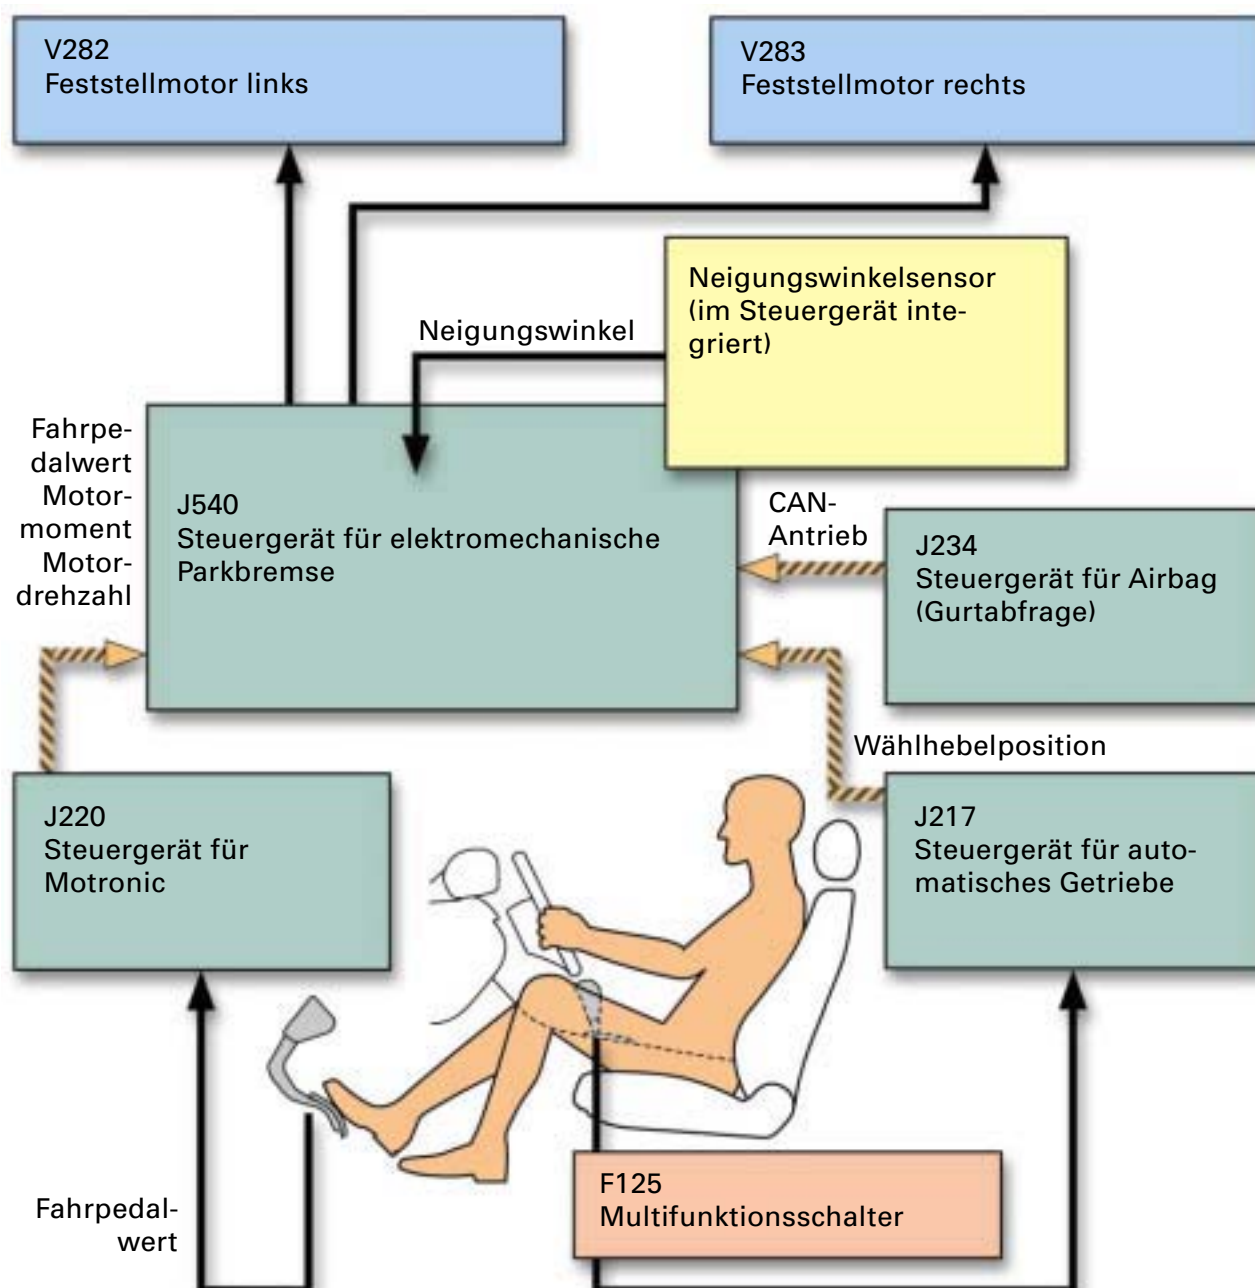 V282
Feststellmotor links
V283
Feststellmotor rechts
Neigungswinkelsensor
(im Steuergerät inte-
griert)
Neigungswinkel
Fahrpe-
dalwert
Motor-
moment
Motor-
drehzahl
J540
Steuergerät für elektromechanische
Parkbremse
CAN-
Antrieb
J234
Steuergerät für Airbag
(Gurtabfrage)
Wählhebelposition
J220
Steuergerät für
Motronic
J217
Steuergerät für auto-
matisches Getriebe
Fahrpedal-
wert
F125
Multifunktionsschalter